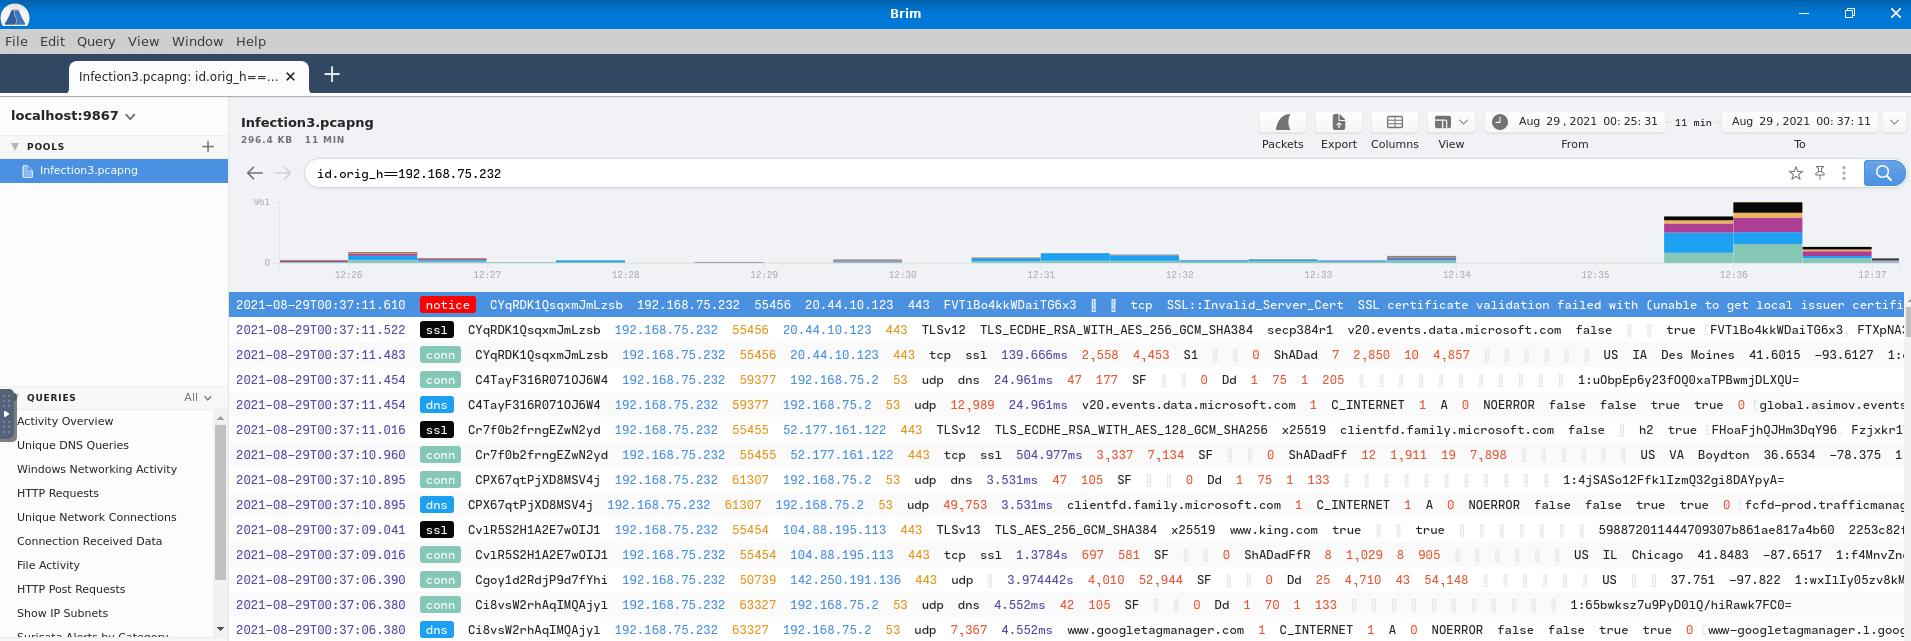 Brim
File Edit Query View Window Help
Infection3.pcapng: id.orig_h==...
localhost:9867
POOLS
Infection3.pcapng
Infection3.pcapng
296.4 KB 11 MIN
Packets Export Columns View
Aug 29 , 2021 00: 25: 31 11 min Aug 29 , 2021 00: 37: 11
From To
id.orig_h==192.168.75.232
961
0
12:26 12:27 12:28 12:29 12:30 12:31 12:32 12:33 12:34 12:35 12:36 12:37
2021-08-29T00:37:11.610 notice CYqRDK1QsqxmJmLzsb 192.168.75.232 55456 20.44.10.123 443 FVTlBo4kkWDaiTG6x3 tcp SSL::Invalid_Server_Cert SSL certificate validation failed with (unable to get local issuer certifi
2021-08-29T00:37:11.522 ssl CYqRDK1QsqxmJmLzsb 192.168.75.232 55456 20.44.10.123 443 TLSv12 TLS_ECDHE_RSA_WITH_AES_256_GCM_SHA384 secp384r1 v20.events.data.microsoft.com false true FVTlBo4kkWDaiTG6x3 FTXpNA
2021-08-29T00:37:11.483 conn CYqRDK1QsqxmJmLzsb 192.168.75.232 55456 20.44.10.123 443 tcp ssl 139.666ms 2,558 4,453 S1 0 ShADad 7 2,850 10 4,857 US IA Des Moines 41.6015 -93.6127 1:
2021-08-29T00:37:11.454 conn C4TayF316R071OJ6W4 192.168.75.232 59377 192.168.75.2 53 udp dns 24.961ms 47 177 SF 0 Dd 1 75 1 205 1:uObpEp6y23fOQ0xaTPBwmjDLXQU=
2021-08-29T00:37:11.454 dns C4TayF316R071OJ6W4 192.168.75.232 59377 192.168.75.2 53 udp 12,989 24.961ms v20.events.data.microsoft.com 1 C_INTERNET 1 A 0 NOERROR false false true true 0 [global.asimov.events
2021-08-29T00:37:11.016 ssl Cr7f0b2frngEZwN2yd 192.168.75.232 55455 52.177.161.122 443 TLSv12 TLS_ECDHE_RSA_WITH_AES_128_GCM_SHA256 x25519 clientfd.family.microsoft.com false h2 true [FHoaFjhQJHm3DqY96 Fzjxkr1
2021-08-29T00:37:10.960 conn Cr7f0b2frngEZwN2yd 192.168.75.232 55455 52.177.161.122 443 tcp ssl 504.977ms 3,337 7,134 SF 0 ShADadFf 12 1,911 19 7,898 US VA Boydton 36.6534 -78.375 1
2021-08-29T00:37:10.895 conn CPX67qtPjXD8MSV4j 192.168.75.232 61307 192.168.75.2 53 udp dns 3.531ms 47 105 SF 0 Dd 1 75 1 133 1:4jSASo12FfklIzmQ32gi8DAYpyA=
2021-08-29T00:37:10.895 dns CPX67qtPjXD8MSV4j 192.168.75.232 61307 192.168.75.2 53 udp 49,753 3.531ms clientfd.family.microsoft.com 1 C_INTERNET 1 A 0 NOERROR false false true true 0 [fcfd-prod.trafficmanag
2021-08-29T00:37:09.041 ssl CvlR5S2H1A2E7wOIJ1 192.168.75.232 55454 104.88.195.113 443 TLSv13 TLS_AES_256_GCM_SHA384 x25519 www.king.com true true 598872011444709307b861ae817a4b60 2253c82
2021-08-29T00:37:09.016 conn CvlR5S2H1A2E7wOIJ1 192.168.75.232 55454 104.88.195.113 443 tcp ssl 1.3784s 697 581 SF 0 ShADadFfR 8 1,029 8 905 US IL Chicago 41.8483 -87.6517 1:f4MnvZn
2021-08-29T00:37:06.390 conn Cgoy1d2RdjP9d7fYhi 192.168.75.232 50739 142.250.191.136 443 udp 3.974442s 4,010 52,944 SF 0 Dd 25 4,710 43 54,148 US 37.751 -97.822 1:wxIlIy05zv8kM
2021-08-29T00:37:06.380 conn Ci8vsW2rhAqIMQAjyl 192.168.75.232 63327 192.168.75.2 53 udp dns 4.552ms 42 105 SF 0 Dd 1 70 1 133 1:65bwksz7u9PyD0lQ/hiRawk7FC0=
2021-08-29T00:37:06.380 dns Ci8vsW2rhAqIMQAjyl 192.168.75.232 63327 192.168.75.2 53 udp 7,367 4.552ms www.googletagmanager.com 1 C_INTERNET 1 A 0 NOERROR false false true true 0 [www-googletagmanager.l.goog
QUERIES All
Activity Overview
Unique DNS Queries
Windows Networking Activity
HTTP Requests
Unique Network Connections
Connection Received Data
File Activity
HTTP Post Requests
Show IP Subnets
Suricata Alerts by Category